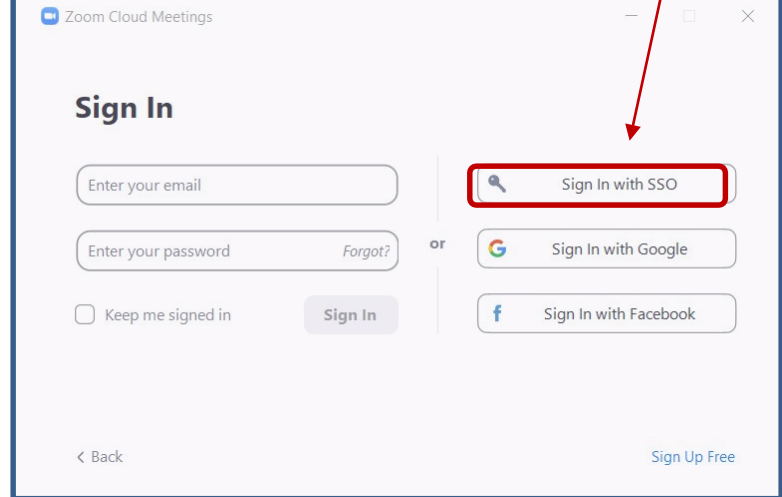 Zoom Cloud Meetings
Sign In
Enter your email
Enter your password Forgot?
Keep me signed in Sign In
or
Sign In with SSO
Sign In with Google
Sign In with Facebook
< Back
Sign Up Free